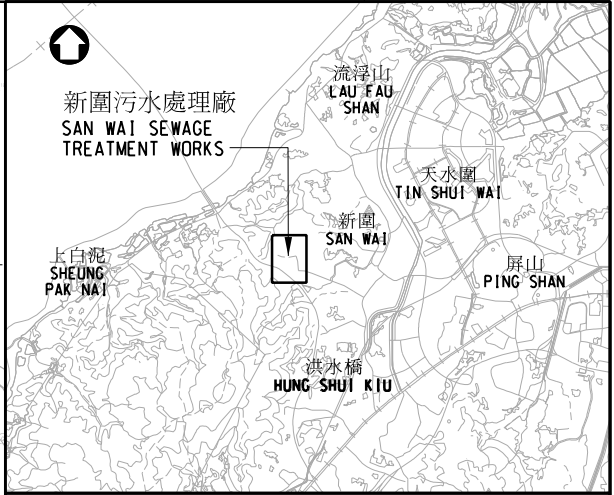 流浮山
LAU FAU
SHAN
新圍污水處理廠
SAN WAI SEWAGE
TREATMENT WORKS
天水圍
TIN SHUI WAI
新圍
SAN WAI
上白泥
SHEUNG
PAK NAI
屏山
PING SHAN
洪水橋
HUNG SHUI KIU